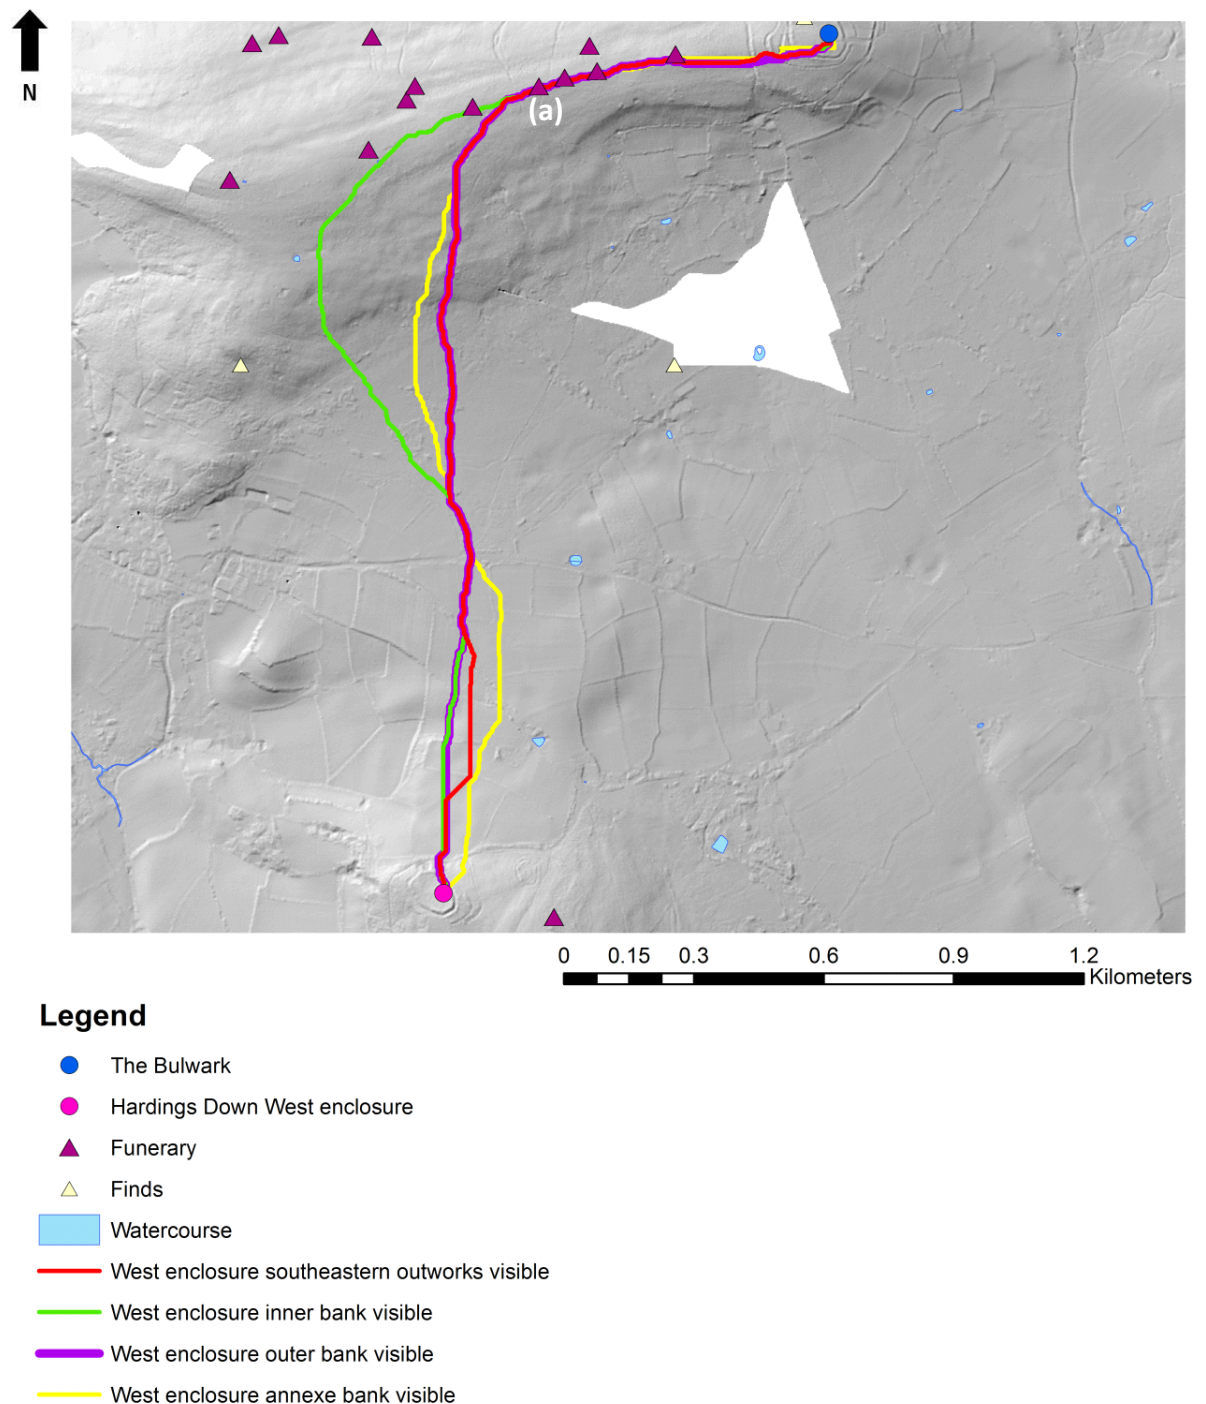 N
(a)
0 0.15 0.3 0.6 0.9 1.2
Kilometers
Legend
The Bulwark
Hardings Down West enclosure
Funerary
Finds
Watercourse
West enclosure southeastern outworks visible
West enclosure inner bank visible
West enclosure outer bank visible
West enclosure annexe bank visible